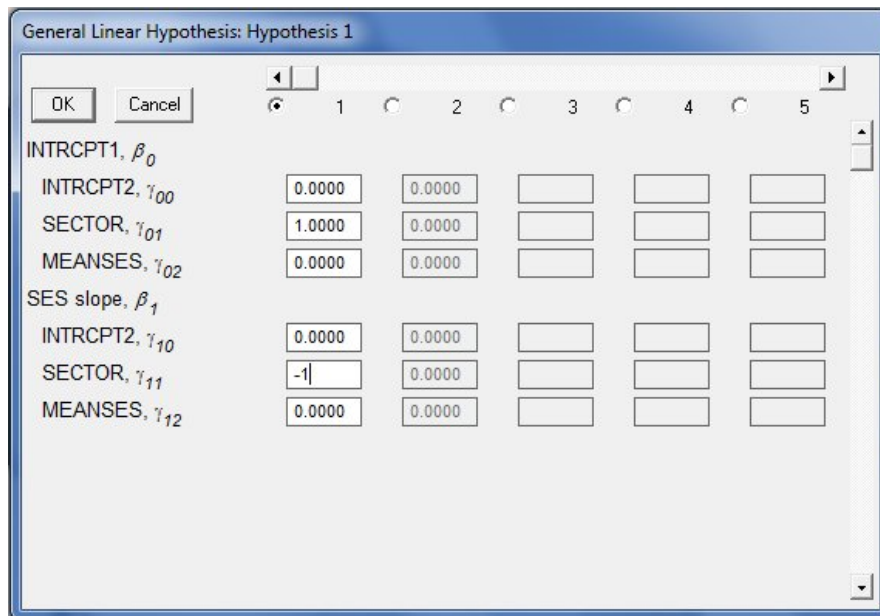 General Linear Hypothesis: Hypothesis 1
OK Cancel 1 2 3 4 5
INTRCPT1, β0
INTRCPT2, γ00 0.0000 0.0000
SECTOR, γ01 1.0000 0.0000
MEANSES, γ02 0.0000 0.0000
SES slope, β1
INTRCPT2, γ10 0.0000 0.0000
SECTOR, γ11 -1 0.0000
MEANSES, γ12 0.0000 0.0000